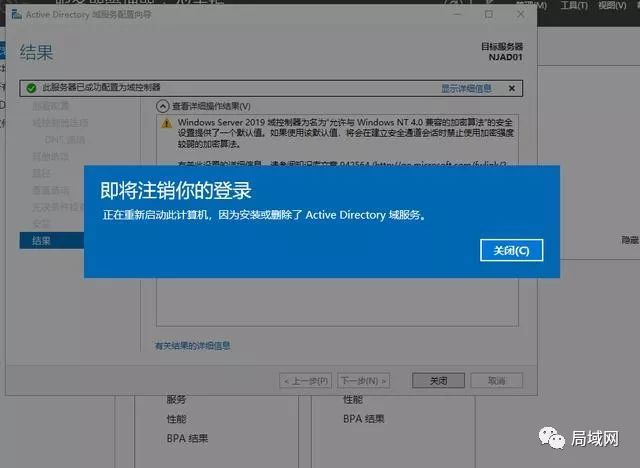 管理(M) 工具(T) 视图(V)
Active Directory 域服务配置向导
结果
目标服务器
NJAD01
此服务器已成功配置为域控制器
显示详细信息
部署配置
域控制器选项
DNS 选项
其他选项
路径
查看选项
先决条件检查
安装
结果
查看详细操作结果(V)
Windows Server 2019 域控制器为名为“允许与 Windows NT 4.0 兼容的加密算法”的安全
设置提供了一个默认值。如果使用该默认值，将会在建立安全通道会话时禁止使用加密强度
较弱的加密算法。
有关此设置的详细信息，请参阅知识库文章 942564 (http://go.microsoft.com/fwlink/?
即将注销你的登录
正在重新启动此计算机，因为安装或删除了 Active Directory 域服务。
关闭(C)
隐藏
有关结果的详细信息
< 上一步(P)
下一步(N) >
关闭
取消
服务
性能
BPA 结果
性能
BPA 结果
局域网